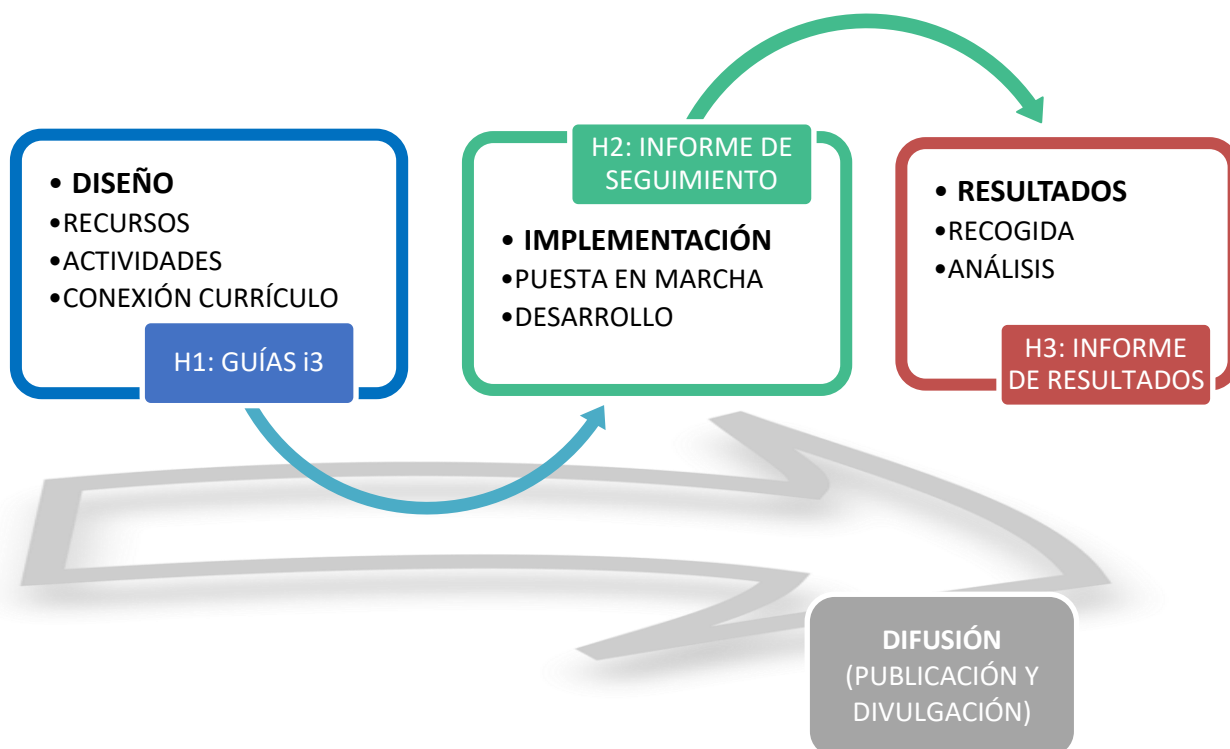 • DISEÑO
•RECURSOS
•ACTIVIDADES
•CONEXIÓN CURRÍCULO
H1: GUÍAS i3
H2: INFORME DE
SEGUIMIENTO
• IMPLEMENTACIÓN
•PUESTA EN MARCHA
•DESARROLLO
• RESULTADOS
•RECOGIDA
•ANÁLISIS
H3: INFORME
DE RESULTADOS
DIFUSIÓN
(PUBLICACIÓN Y
DIVULGACIÓN)